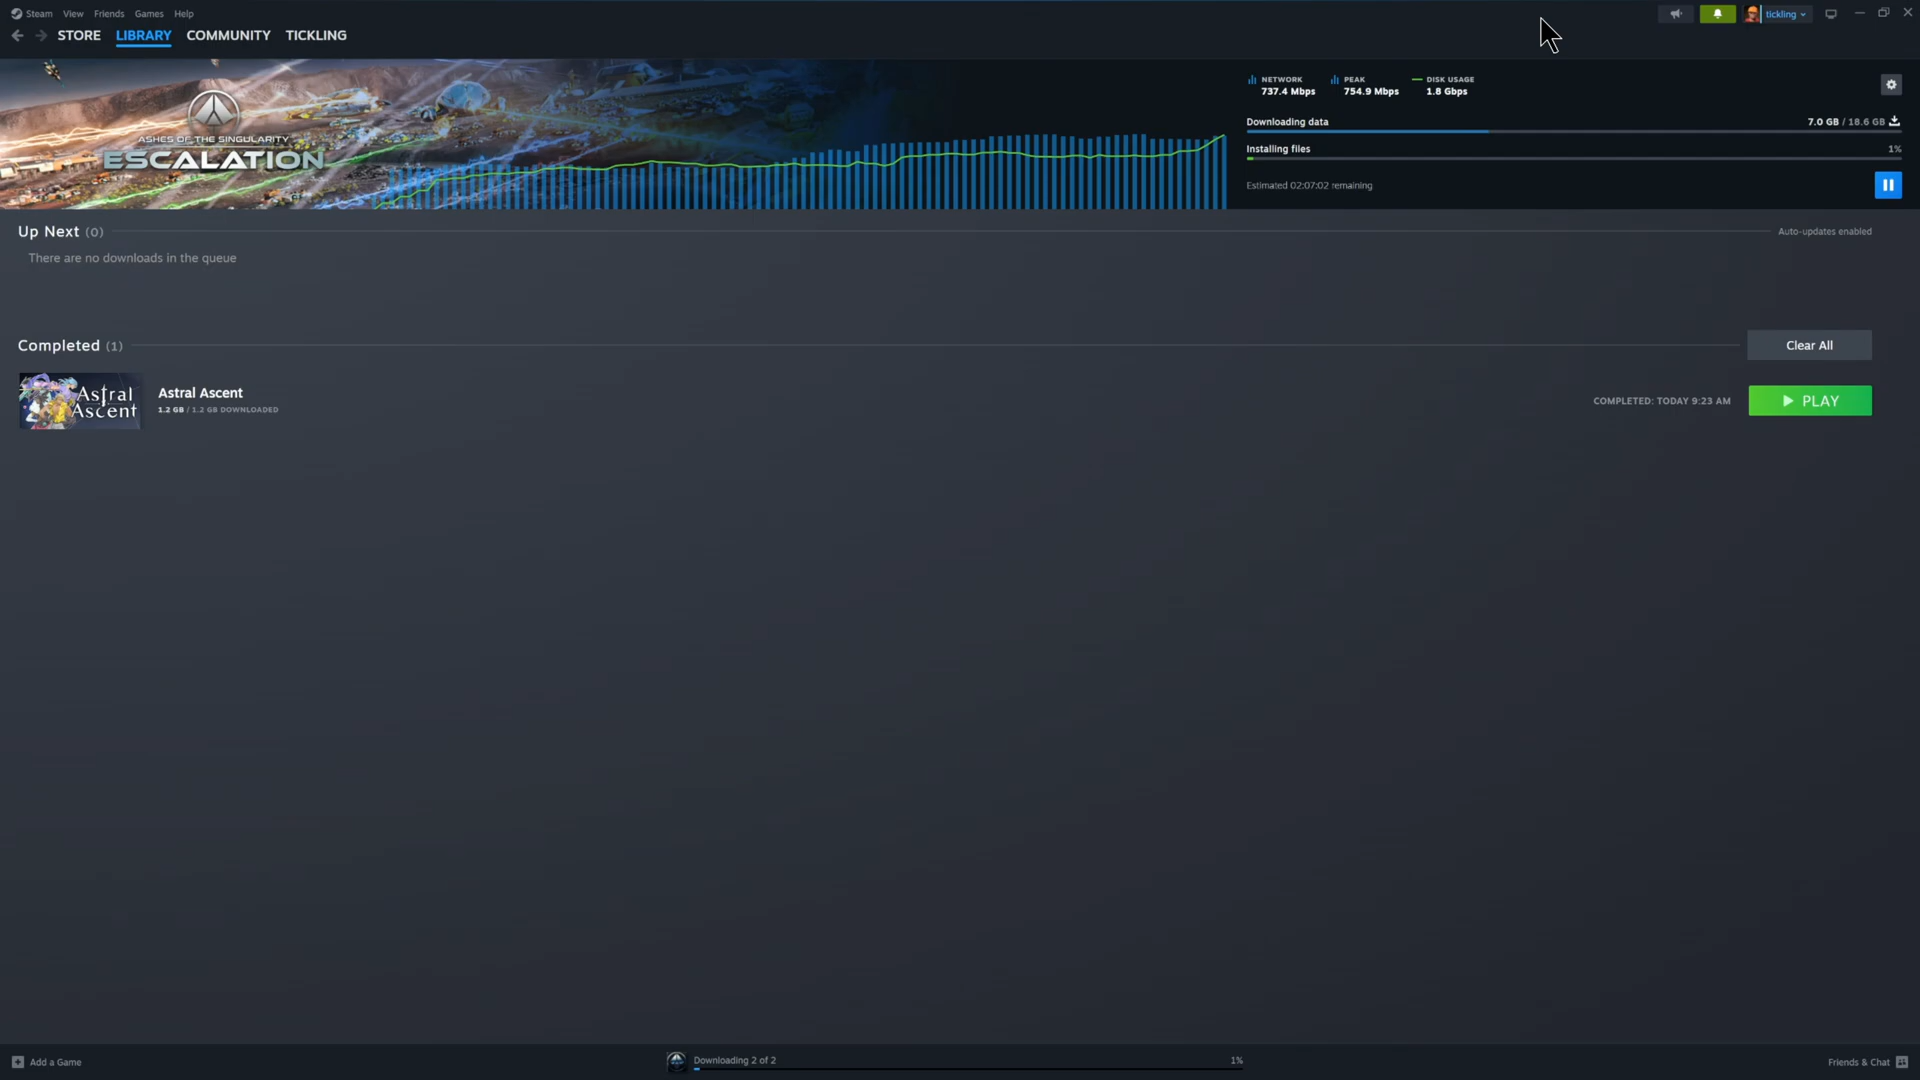 Steam View Friends Games Help
tickling
STORE LIBRARY COMMUNITY TICKLING
ASHES OF THE SINGULARITY
ESCALATION
NETWORK PEAK DISK USAGE
737.4 Mbps 754.9 Mbps 1.8 Gbps
Downloading data 7.0 GB / 18.6 GB
Installing files 1%
Estimated 02:07:02 remaining
Up Next (0) Auto-updates enabled
There are no downloads in the queue
Completed (1) Clear All
Astral
Ascent
Astral Ascent
1.2 GB / 1.2 GB DOWNLOADED
COMPLETED: TODAY 9:23 AM PLAY
Add a Game Downloading 2 of 2 1% Friends & Chat